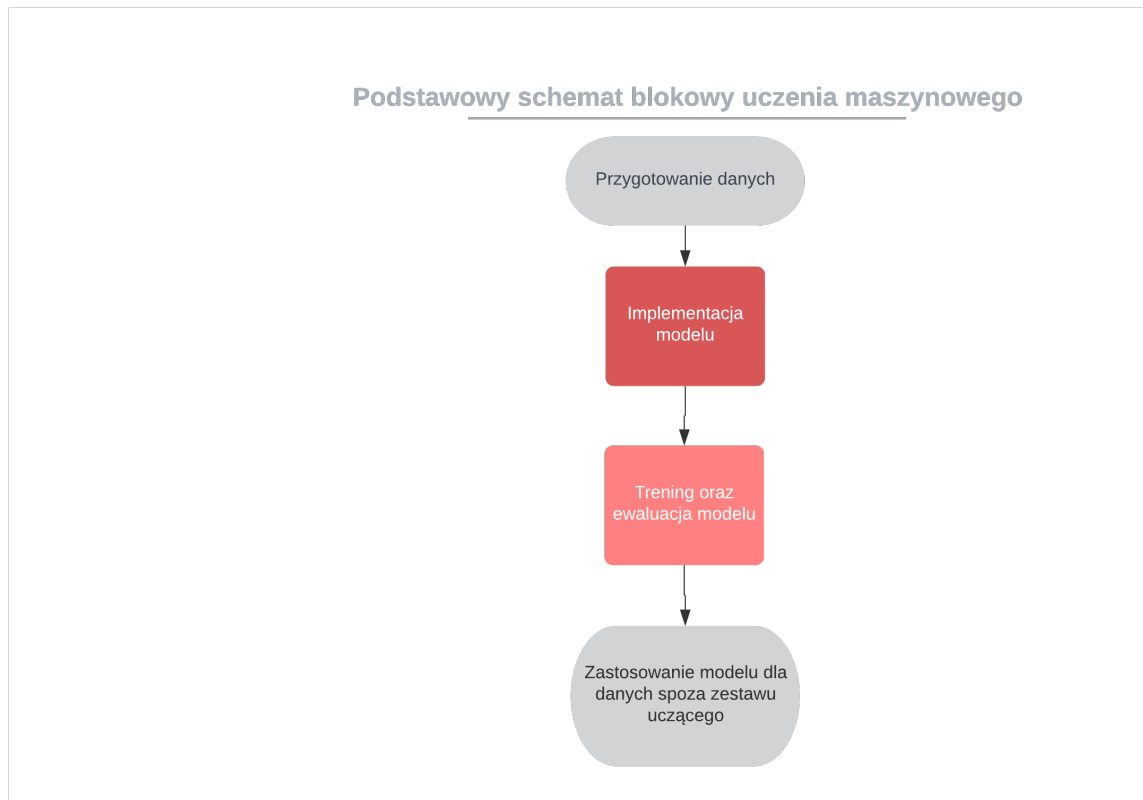 Podstawowy schemat blokowy uczenia maszynowego
Przygotowanie danych
Implementacja
modelu
Trening oraz
ewaluacja modelu
Zastosowanie modelu dla
danych spoza zestawu
uczącego